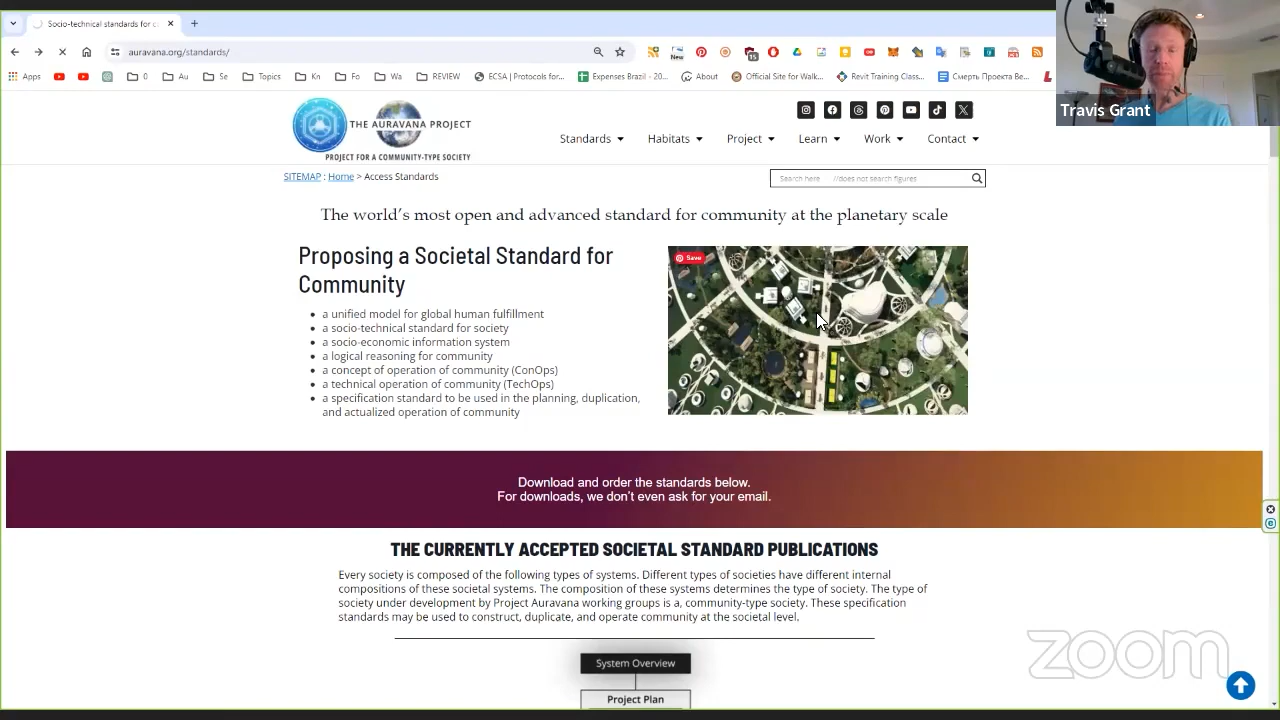 Socio-technical standards for c
auravana.org/standards/
New
15
Apps
0
Au
Se
Topics
Kn
Fo
Wa
REVIEW
ECSA | Protocols for...
Expenses Brazil - 20...
About
Official Site for Walk...
Revit Training Class...
Смерть Проекта Ве...
Travis Grant
THE AURAVANA PROJECT
PROJECT FOR A COMMUNITY-TYPE SOCIETY
Standards
Habitats
Project
Learn
Work
Contact
SITEMAP : Home > Access Standards
Search here //does not search figures
The world's most open and advanced standard for community at the planetary scale
Proposing a Societal Standard for
Community
a unified model for global human fulfillment
a socio-technical standard for society
a socio-economic information system
a logical reasoning for community
a concept of operation of community (ConOps)
a technical operation of community (TechOps)
a specification standard to be used in the planning, duplication,
and actualized operation of community
Save
Download and order the standards below.
For downloads, we don't even ask for your email.
THE CURRENTLY ACCEPTED SOCIETAL STANDARD PUBLICATIONS
Every society is composed of the following types of systems. Different types of societies have different internal
compositions of these societal systems. The composition of these systems determines the type of society. The type of
society under development by Project Auravana working groups is a, community-type society. These specification
standards may be used to construct, duplicate, and operate community at the societal level.
System Overview
Project Plan
zoom